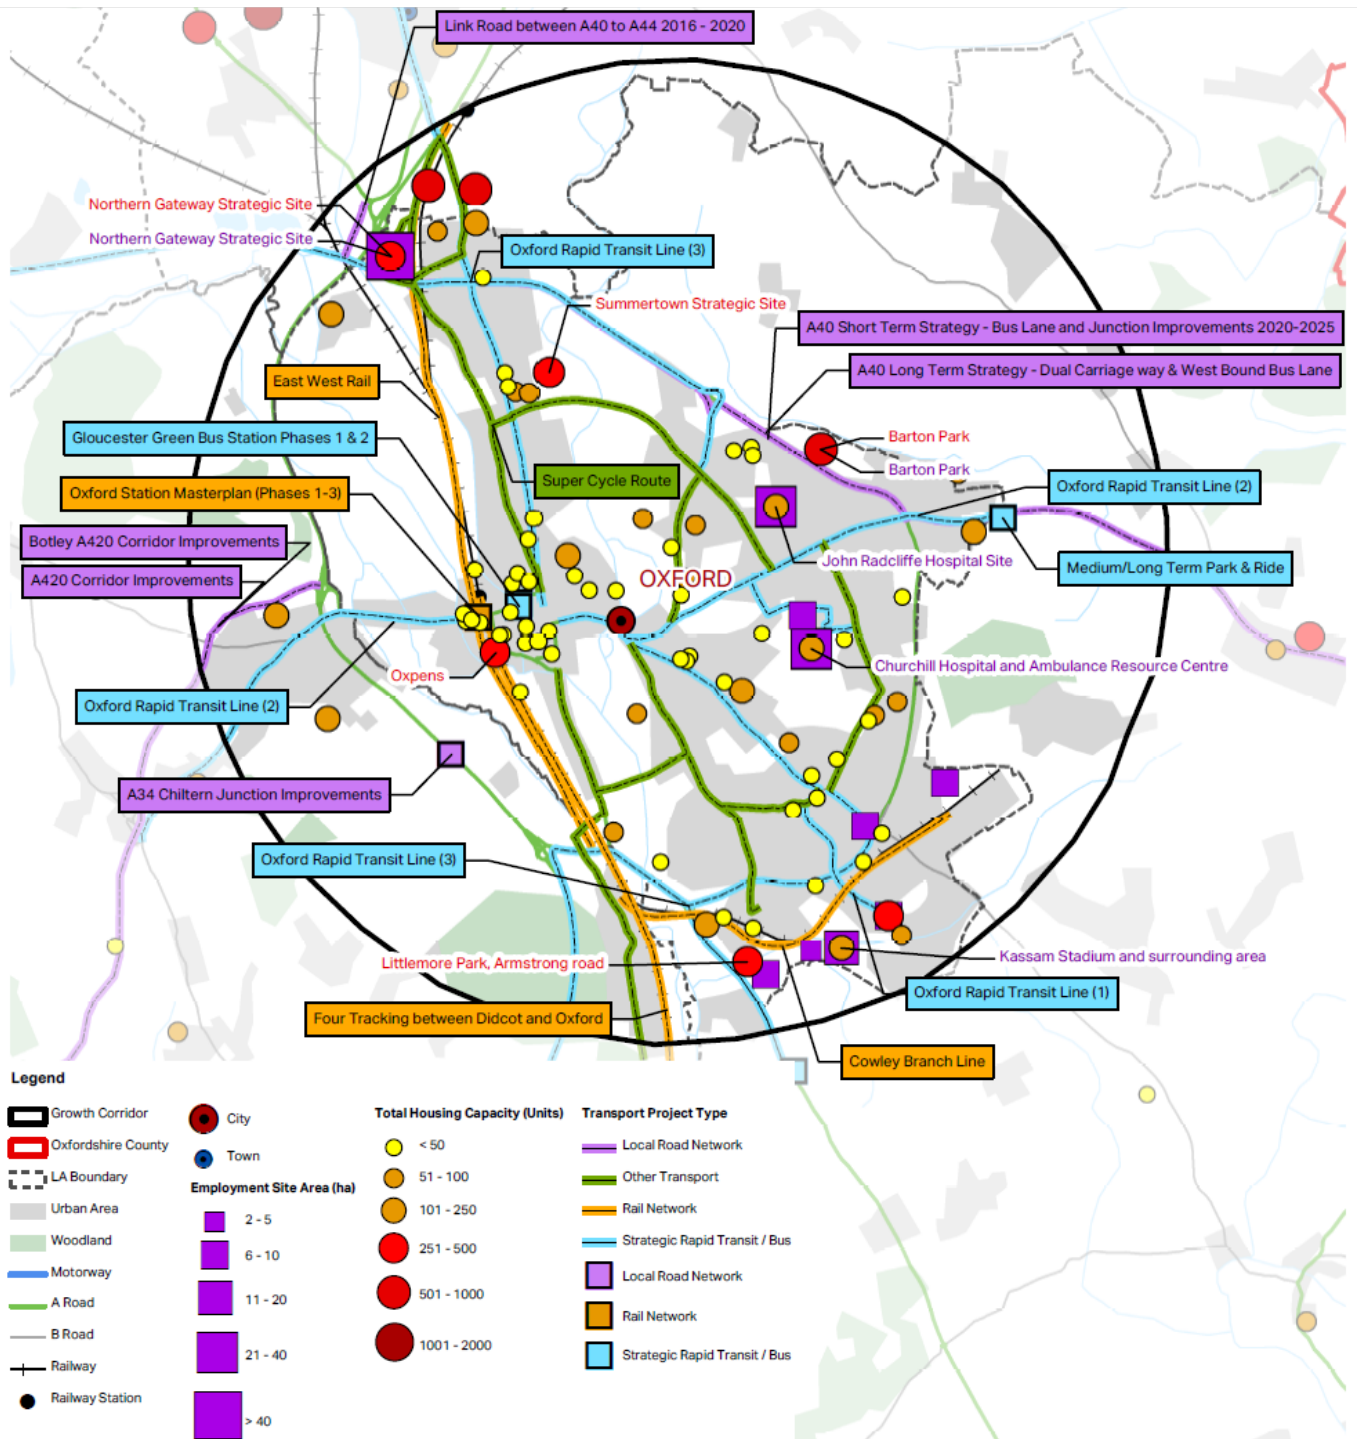 Link Road between A40 to A44 2016 - 2020
Northern Gateway Strategic Site
Northern Gateway Strategic Site
Oxford Rapid Transit Line (3)
Summertown Strategic Site
A40 Short Term Strategy - Bus Lane and Junction Improvements 2020-2025
A40 Long Term Strategy - Dual Carriage way & West Bound Bus Lane
East West Rail
Gloucester Green Bus Station Phases 1 & 2
Barton Park
Barton Park
Super Cycle Route
Oxford Station Masterplan (Phases 1-3)
Oxford Rapid Transit Line (2)
Botley A420 Corridor Improvements
A420 Corridor Improvements
John Radcliffe Hospital Site
Medium/Long Term Park & Ride
OXFORD
Oxpens
Churchill Hospital and Ambulance Resource Centre
Oxford Rapid Transit Line (2)
A34 Chiltern Junction Improvements
Oxford Rapid Transit Line (3)
Littlemore Park, Armstrong road
Kassam Stadium and surrounding area
Oxford Rapid Transit Line (1)
Four Tracking between Didcot and Oxford
Cowley Branch Line
Legend
Growth Corridor
Oxfordshire County
LA Boundary
Urban Area
Woodland
Motorway
A Road
B Road
Railway
Railway Station
City
Town
Employment Site Area (ha)
2 - 5
6 - 10
11 - 20
21 - 40
> 40
Total Housing Capacity (Units)
< 50
51 - 100
101 - 250
251 - 500
501 - 1000
1001 - 2000
Transport Project Type
Local Road Network
Other Transport
Rail Network
Strategic Rapid Transit / Bus
Local Road Network
Rail Network
Strategic Rapid Transit / Bus